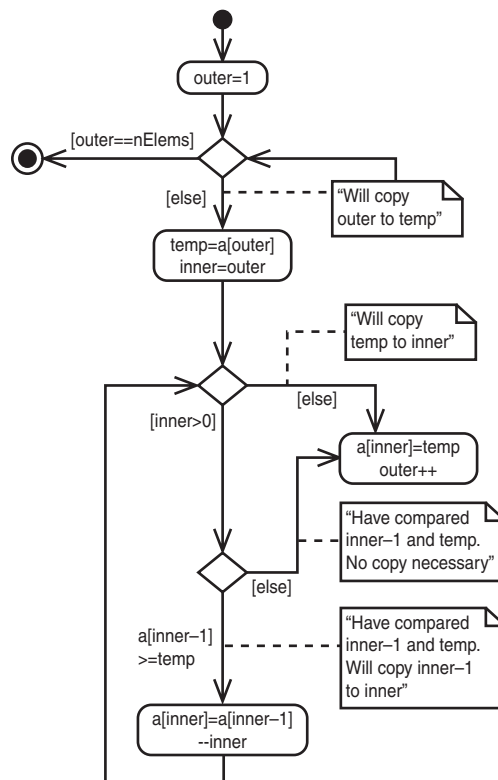 outer=1
[outer==nElems]
[else]
“Will copy
outer to temp”
temp=a[outer]
inner=outer
“Will copy
temp to inner”
[else]
[inner>0]
a[inner]=temp
outer++
“Have compared
inner–1 and temp.
No copy necessary”
[else]
a[inner–1]
>=temp
“Have compared
inner–1 and temp.
Will copy inner–1
to inner”
a[inner]=a[inner–1]
--inner